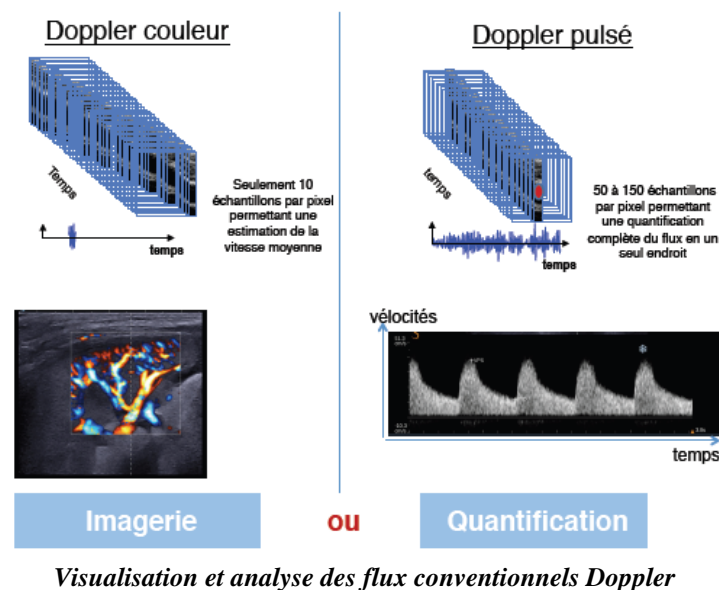 Doppler couleur
Temps
temps
Seulement 10
échantillons par pixel
permettant une
estimation de la
vitesse moyenne
Doppler pulsé
temps
temps
50 à 150 échantillons
par pixel permettant
une quantification
complète du flux en un
seul endroit
vélocités
temps
Imagerie
ou
Quantification
Visualisation et analyse des flux conventionnels Doppler